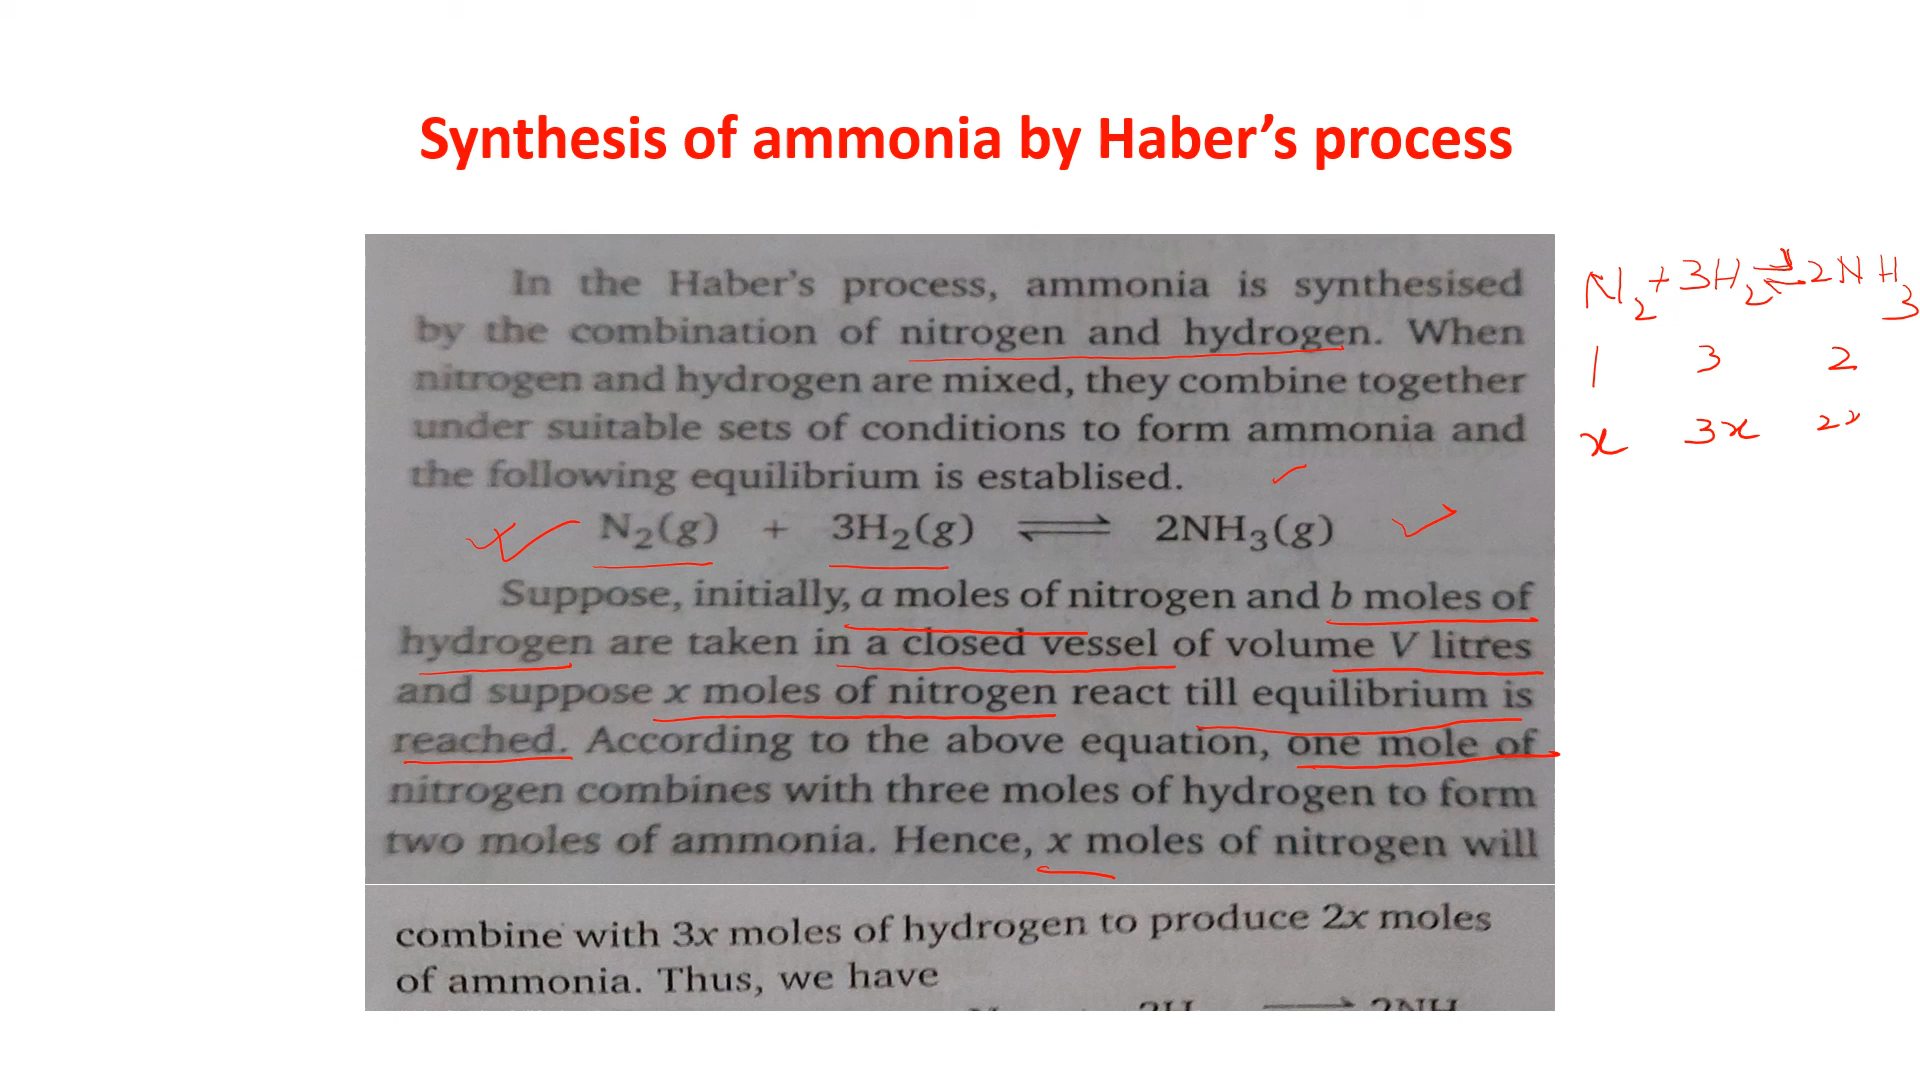 Synthesis of ammonia by Haber’s process
In the Haber's process, ammonia is synthesised
by the combination of nitrogen and hydrogen. When
nitrogen and hydrogen are mixed, they combine together
under suitable sets of conditions to form ammonia and
the following equilibrium is establised.
N₂(g) + 3H₂(g) ⇌ 2NH₃(g)
Suppose, initially, a moles of nitrogen and b moles of
hydrogen are taken in a closed vessel of volume V litres
and suppose x moles of nitrogen react till equilibrium is
reached. According to the above equation, one mole of
nitrogen combines with three moles of hydrogen to form
two moles of ammonia. Hence, x moles of nitrogen will
combine with 3x moles of hydrogen to produce 2x moles
of ammonia. Thus, we have
N₂ + 3H₂ ⇌ 2NH₃
1 3 2
x 3x 2x